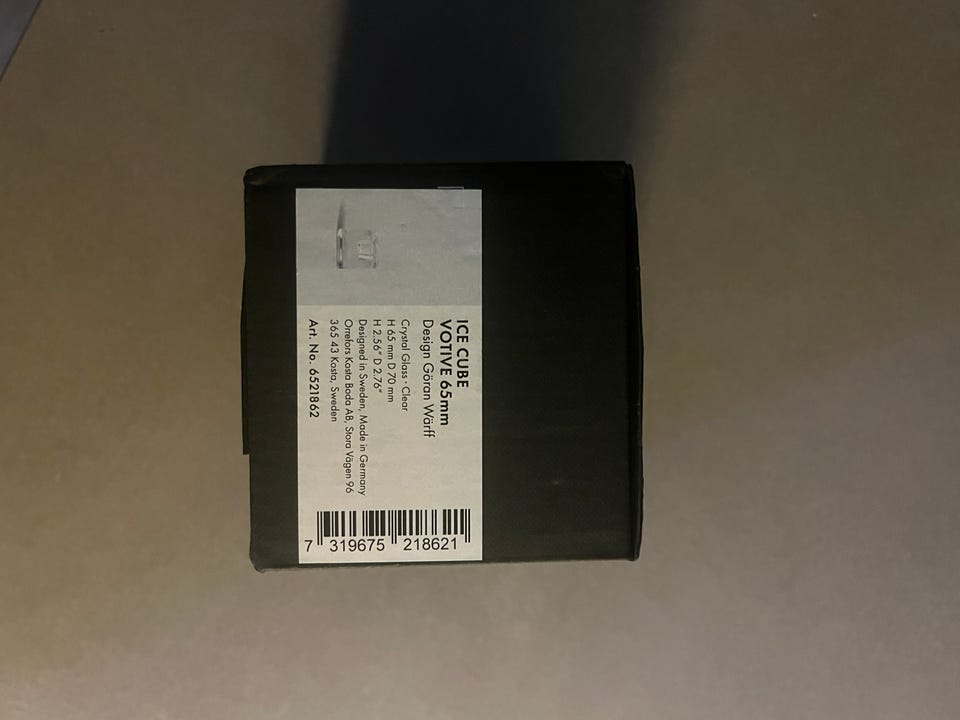 ICE CUBE
VOTIVE 65mm
Design Göran Wärff
Crystal Glass · Clear
H 65 mm D 70 mm
H 2.56" D 2.76"
Designed in Sweden, Made in Germany
Orrefors Kosta Boda AB, Stora Vägen 96
365 43 Kosta, Sweden
Art. No. 6521862
7 319675 218621